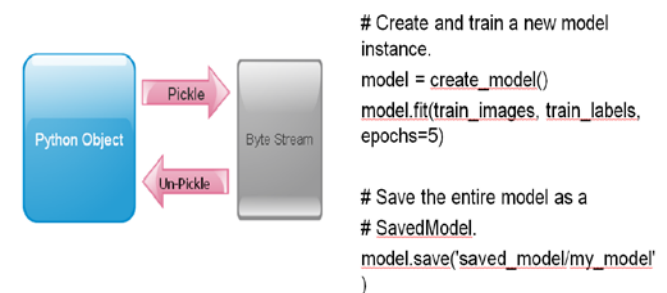 Python Object
Pickle
Un-Pickle
Byte Stream
# Create and train a new model
instance.
model = create_model()
model.fit(train_images, train_labels,
epochs=5)
# Save the entire model as a
# SavedModel.
model.save('saved_model/my_model'
)